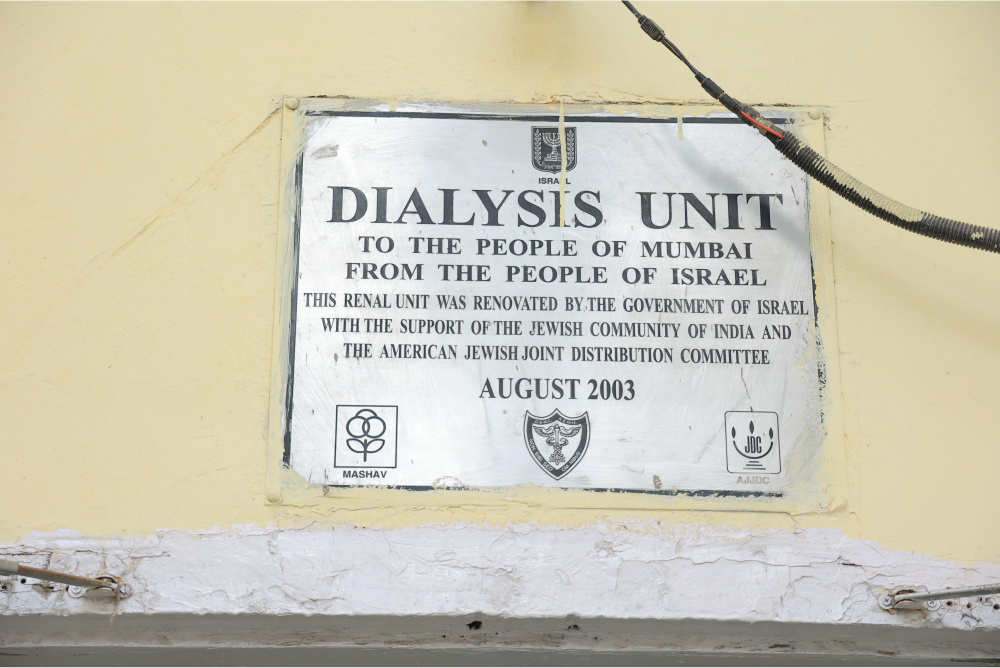 ISRAEL
DIALYSIS UNIT
TO THE PEOPLE OF MUMBAI
FROM THE PEOPLE OF ISRAEL
THIS RENAL UNIT WAS RENOVATED BY THE GOVERNMENT OF ISRAEL
WITH THE SUPPORT OF THE JEWISH COMMUNITY OF INDIA AND
THE AMERICAN JEWISH JOINT DISTRIBUTION COMMITTEE
AUGUST 2003
MASHAV
JDC
AJJDC